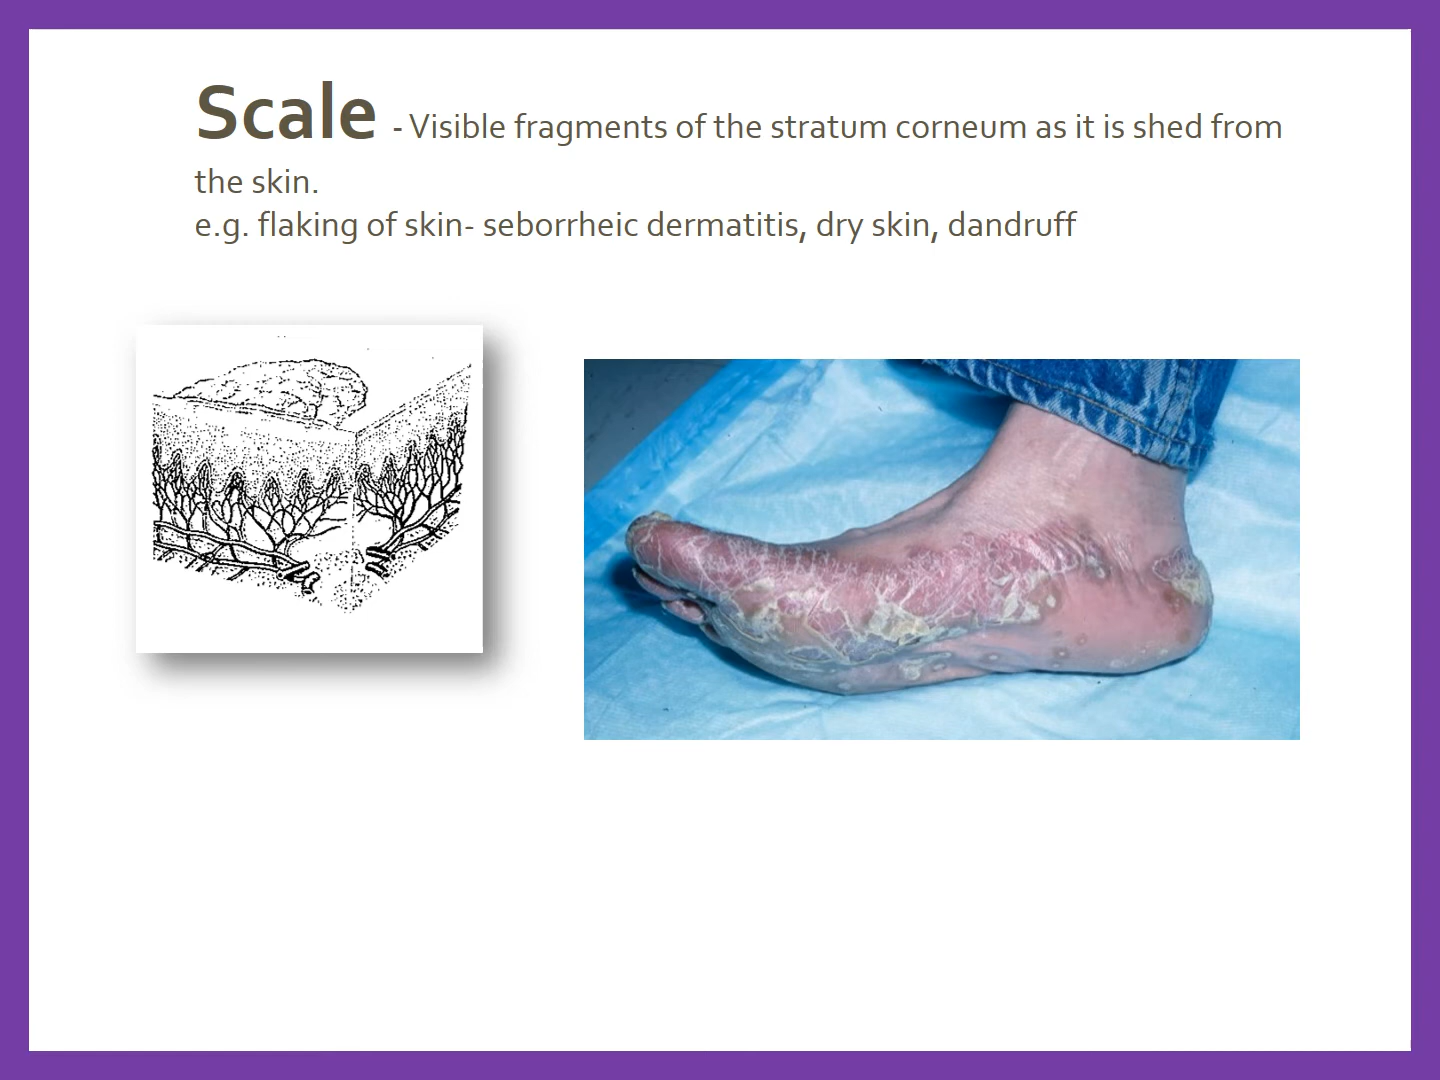 Scale - Visible fragments of the stratum corneum as it is shed from
the skin.
e.g. flaking of skin- seborrheic dermatitis, dry skin, dandruff